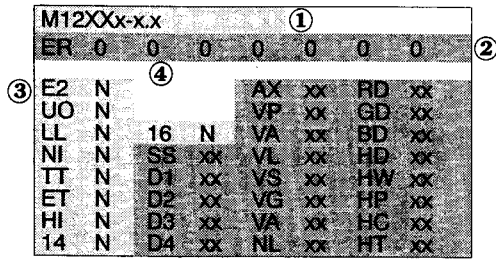 M12XXx-x.x ①
ER 0 0 0 0 0 0 0 ②
④
③ E2 N AX xx RD xx
UO N VP xx GD xx
LL N 16 N VA xx BD xx
NI N SS xx VL xx HD xx
TT N D1 xx VS xx HW xx
ET N D2 xx VG xx HP xx
HI N D3 xx VA xx HC xx
14 N D4 xx NL xx HT xx